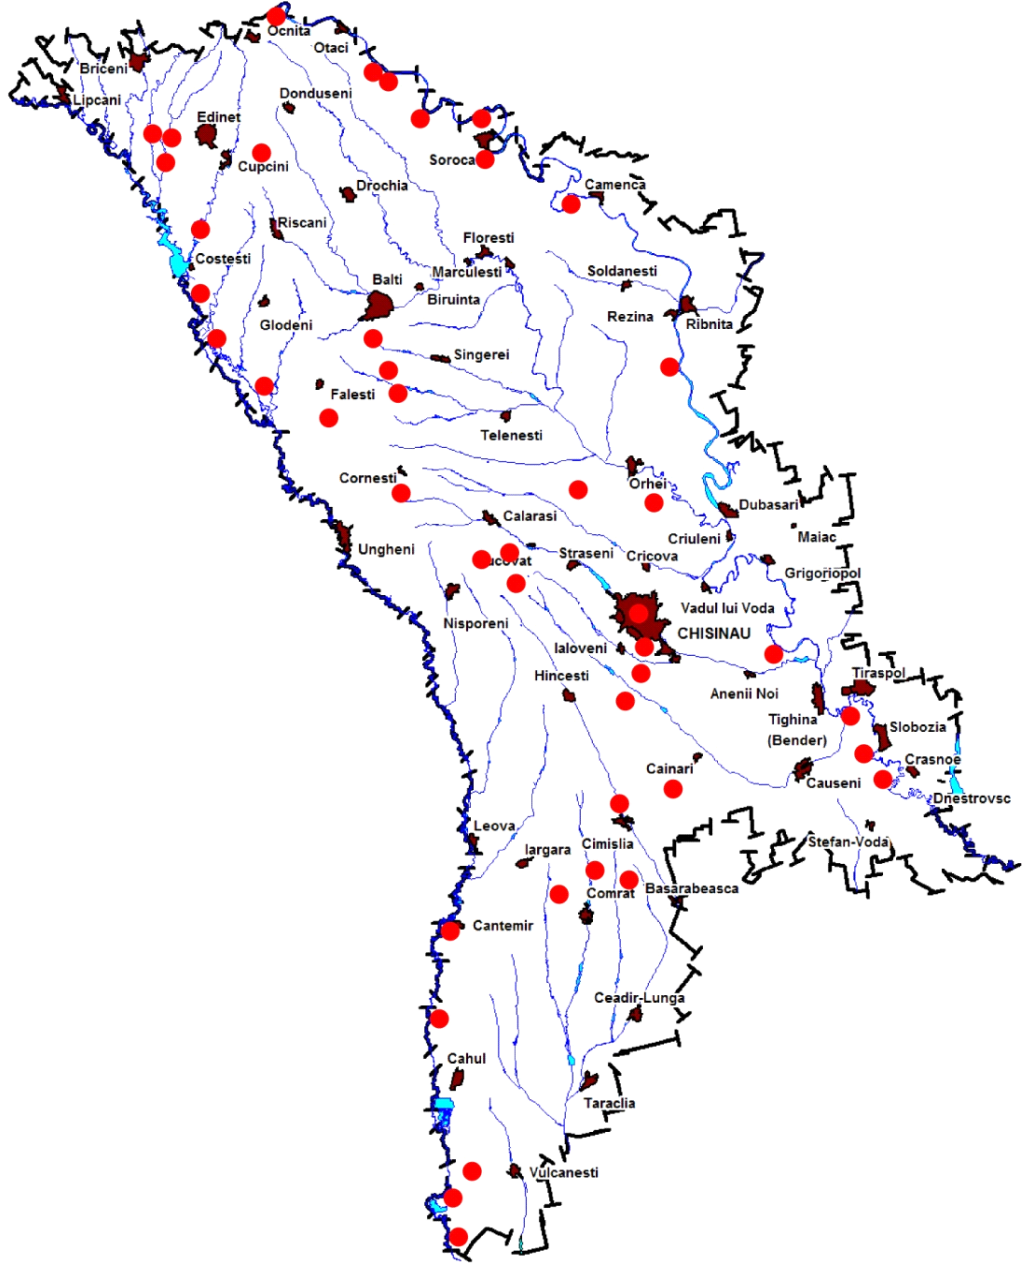 Ocnita
Otaci
Briceni
Lipcani
Donduseni
Edinet
Cupcini
Soroca
Drochia
Camenca
Riscani
Floresti
Costesti
Marculesti
Soldanesti
Balti
Biruinta
Glodeni
Rezina
Ribnita
Singerei
Falesti
Telenesti
Cornesti
Orhei
Dubasari
Calarasi
Criuleni
Maiac
Ungheni
Straseni
Cricova
ucovat
Grigoriopol
Nisporeni
Vadul lui Voda
CHISINAU
Ialoveni
Hincesti
Anenii Noi
Tiraspol
Tighina
(Bender)
Slobozia
Crasnoe
Cainari
Causeni
Dnestrovsc
Leova
Iargara
Cimislia
Stefan-Voda
Comrat
Basarabeasca
Cantemir
Ceadir-Lunga
Cahul
Taraclia
Vulcanesti